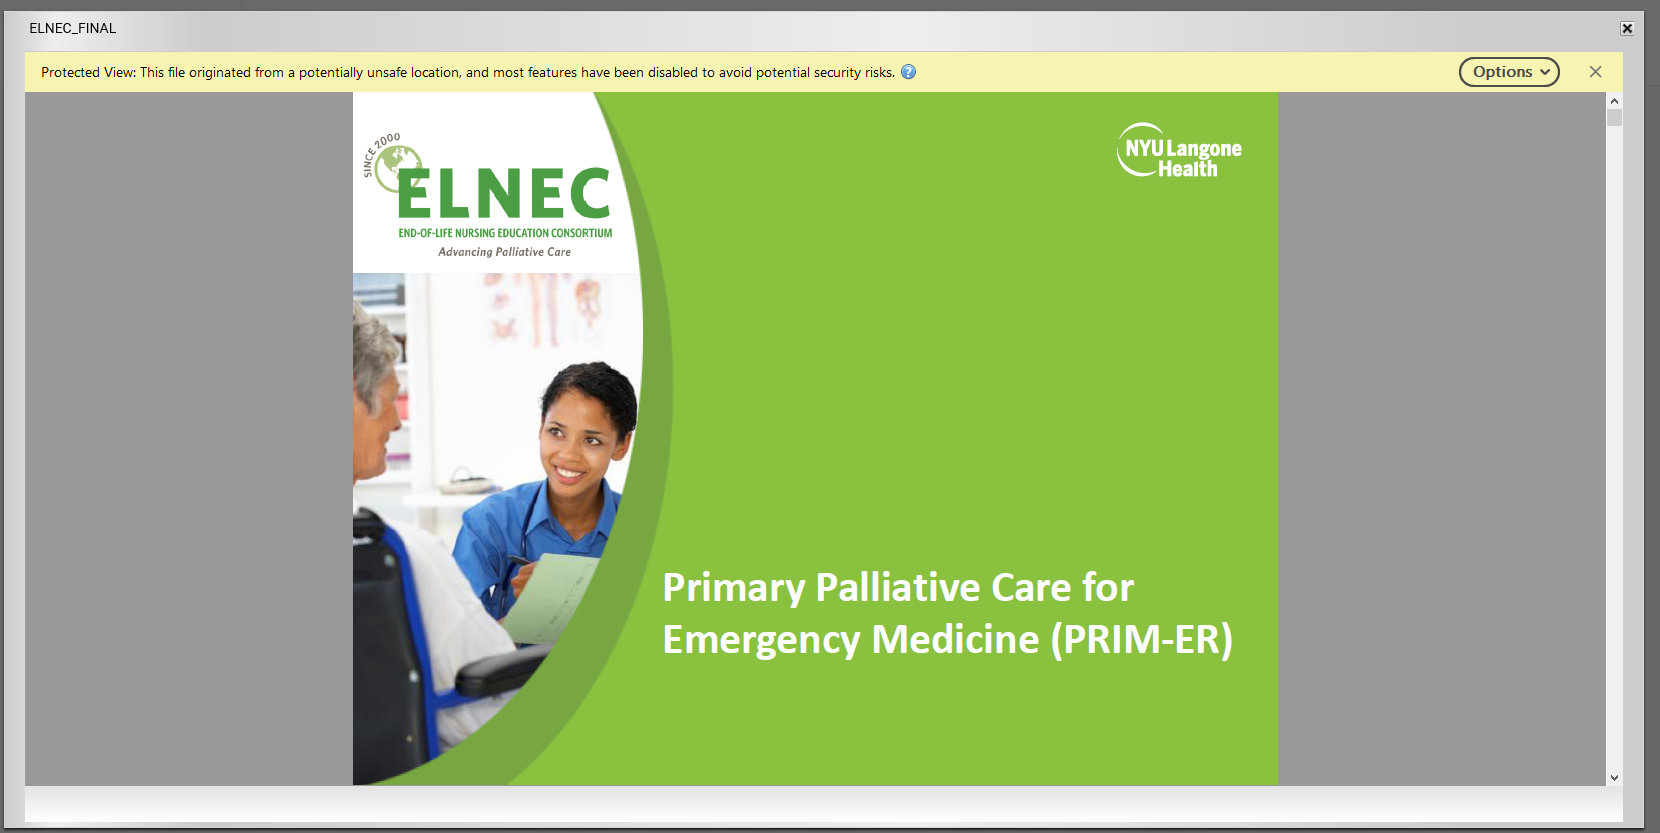 ELNEC_FINAL
Protected View: This file originated from a potentially unsafe location, and most features have been disabled to avoid potential security risks.
Options
SINCE 2000
ELNEC
END-OF-LIFE NURSING EDUCATION CONSORTIUM
Advancing Palliative Care
NYU Langone
Health
Primary Palliative Care for
Emergency Medicine (PRIM-ER)